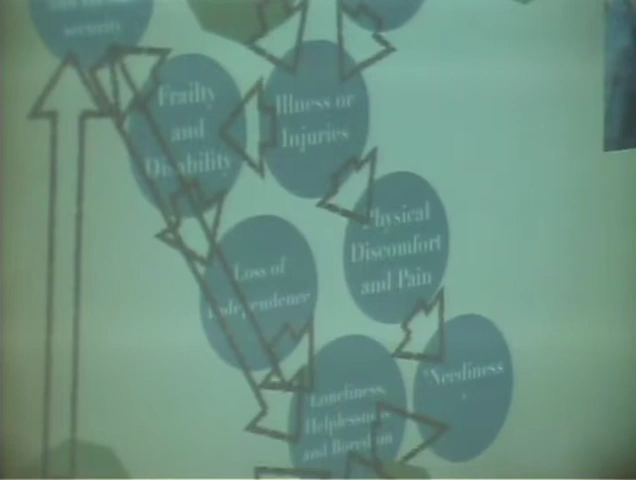 security
Frailty
and
Disability
Illness or
Injuries
Physical
Discomfort
and Pain
Loss of
Independence
"Neediness
Loneliness,
Helplessness
and Boredom